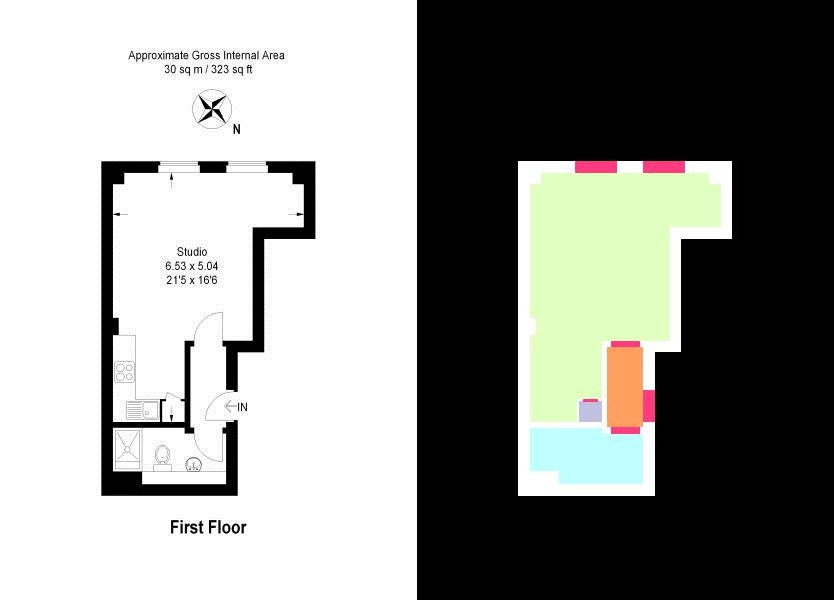 Approximate Gross Internal Area
30 sq m / 323 sq ft
N
Studio
6.53 x 5.04
21'5 x 16'6
IN
First Floor